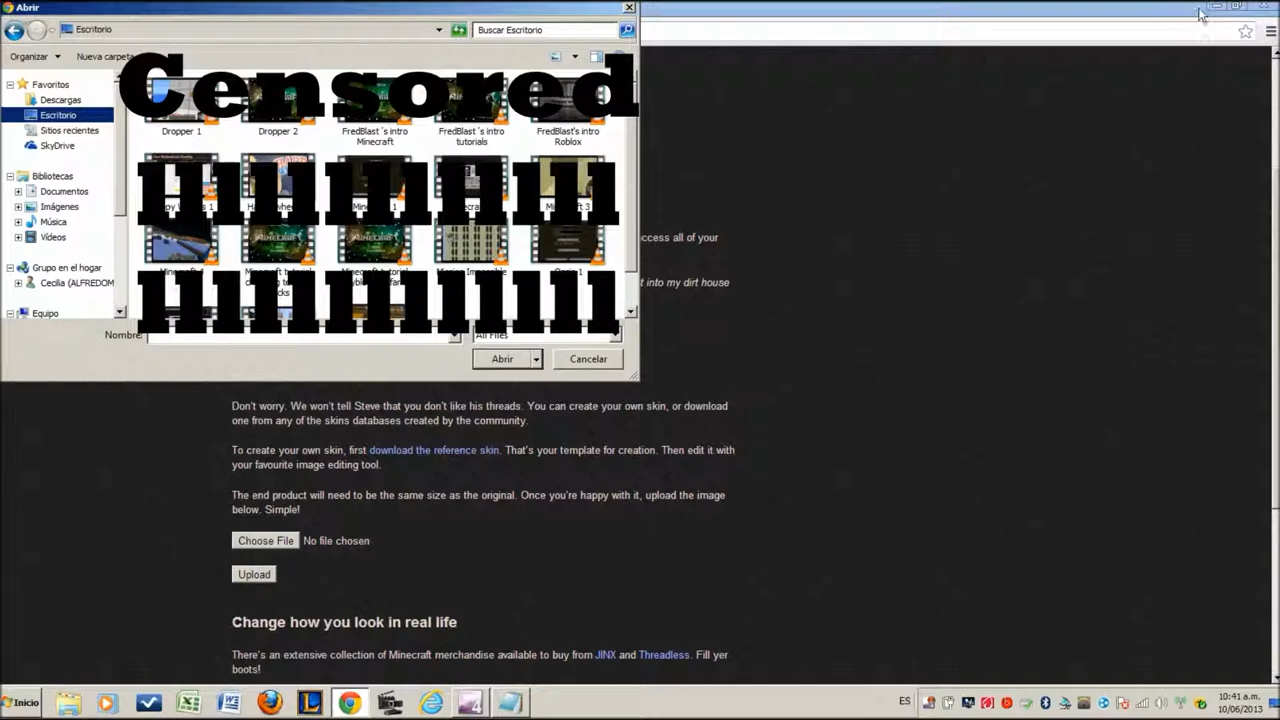 Abrir
Escritorio
Buscar Escritorio
Organizar
Nueva carpeta
Censored
Favoritos
Descargas
Escritorio
Sitios recientes
SkyDrive
Bibliotecas
Documentos
Imágenes
Música
Vídeos
Grupo en el hogar
Cecilia (ALFREDOM
Equipo
Dropper 1
Dropper 2
FredBlast´s intro
Minecraft
FredBlast´s intro
tutorials
FredBlast's intro
Roblox
Nombre:
All Files
Abrir
Cancelar
ccess all of your
t into my dirt house
Don't worry. We won't tell Steve that you don't like his threads. You can create your own skin, or download
one from any of the skins databases created by the community.
To create your own skin, first download the reference skin. That's your template for creation. Then edit it with
your favourite image editing tool.
The end product will need to be the same size as the original. Once you're happy with it, upload the image
below. Simple!
Choose File No file chosen
Upload
Change how you look in real life
There's an extensive collection of Minecraft merchandise available to buy from JINX and Threadless. Fill yer
boots!
Inicio
ES
10:41 a.m.
10/06/2013